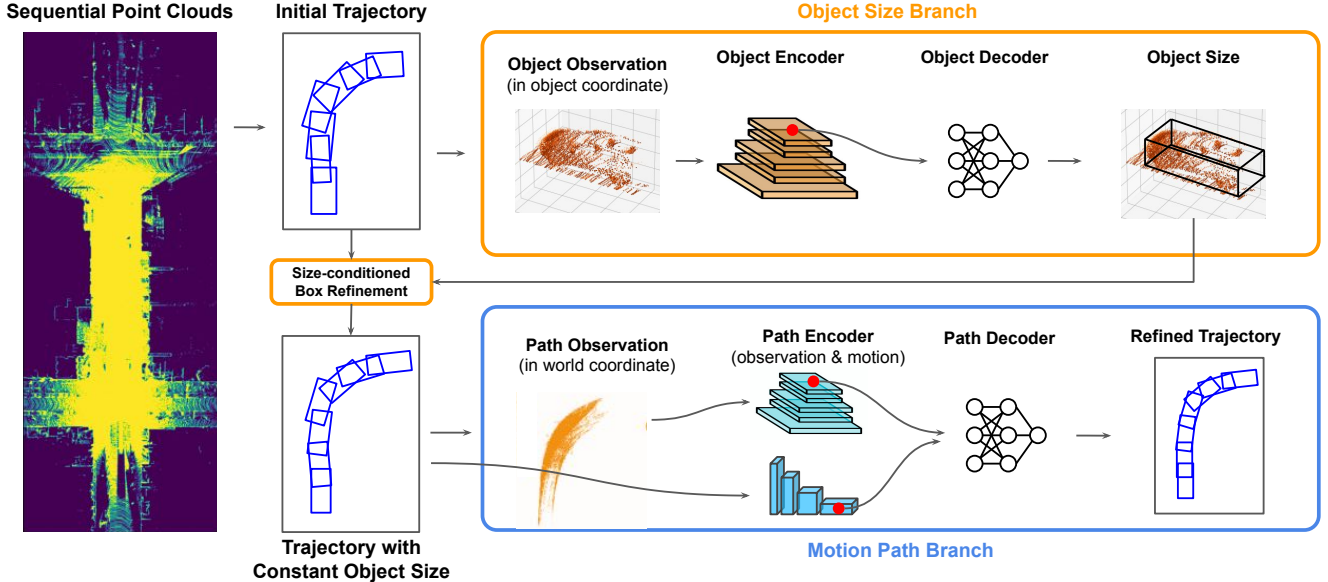 Sequential Point Clouds
Initial Trajectory
Object Size Branch
Object Observation
(in object coordinate)
Object Encoder
Object Decoder
Object Size
Size-conditioned
Box Refinement
Path Observation
(in world coordinate)
Path Encoder
(observation & motion)
Path Decoder
Refined Trajectory
Trajectory with
Constant Object Size
Motion Path Branch